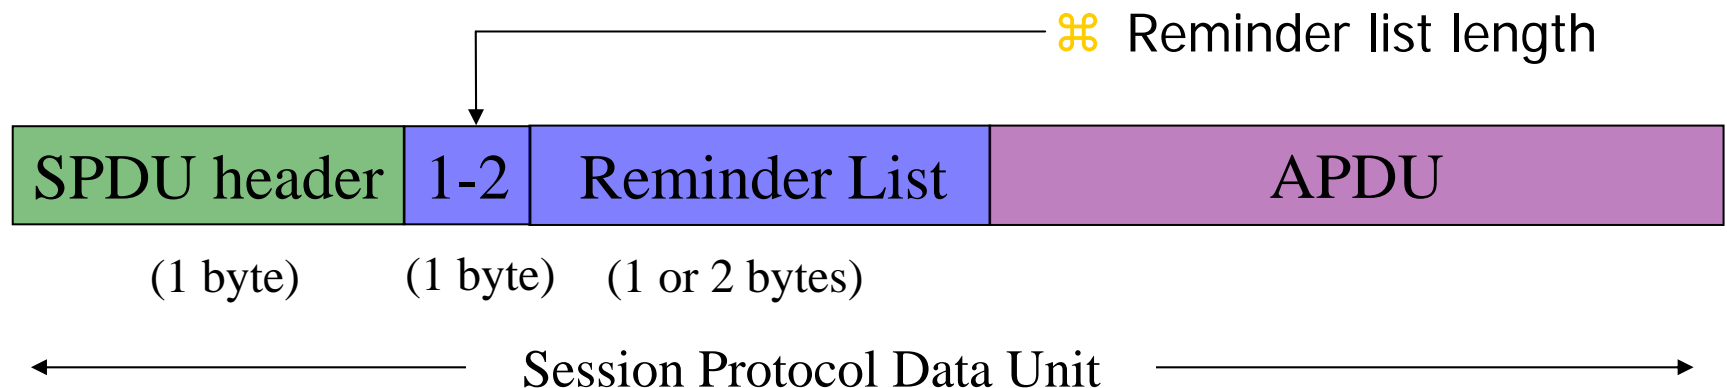 ⌘ Reminder list length
SPDU header 1-2 Reminder List APDU
(1 byte) (1 byte) (1 or 2 bytes)
Session Protocol Data Unit